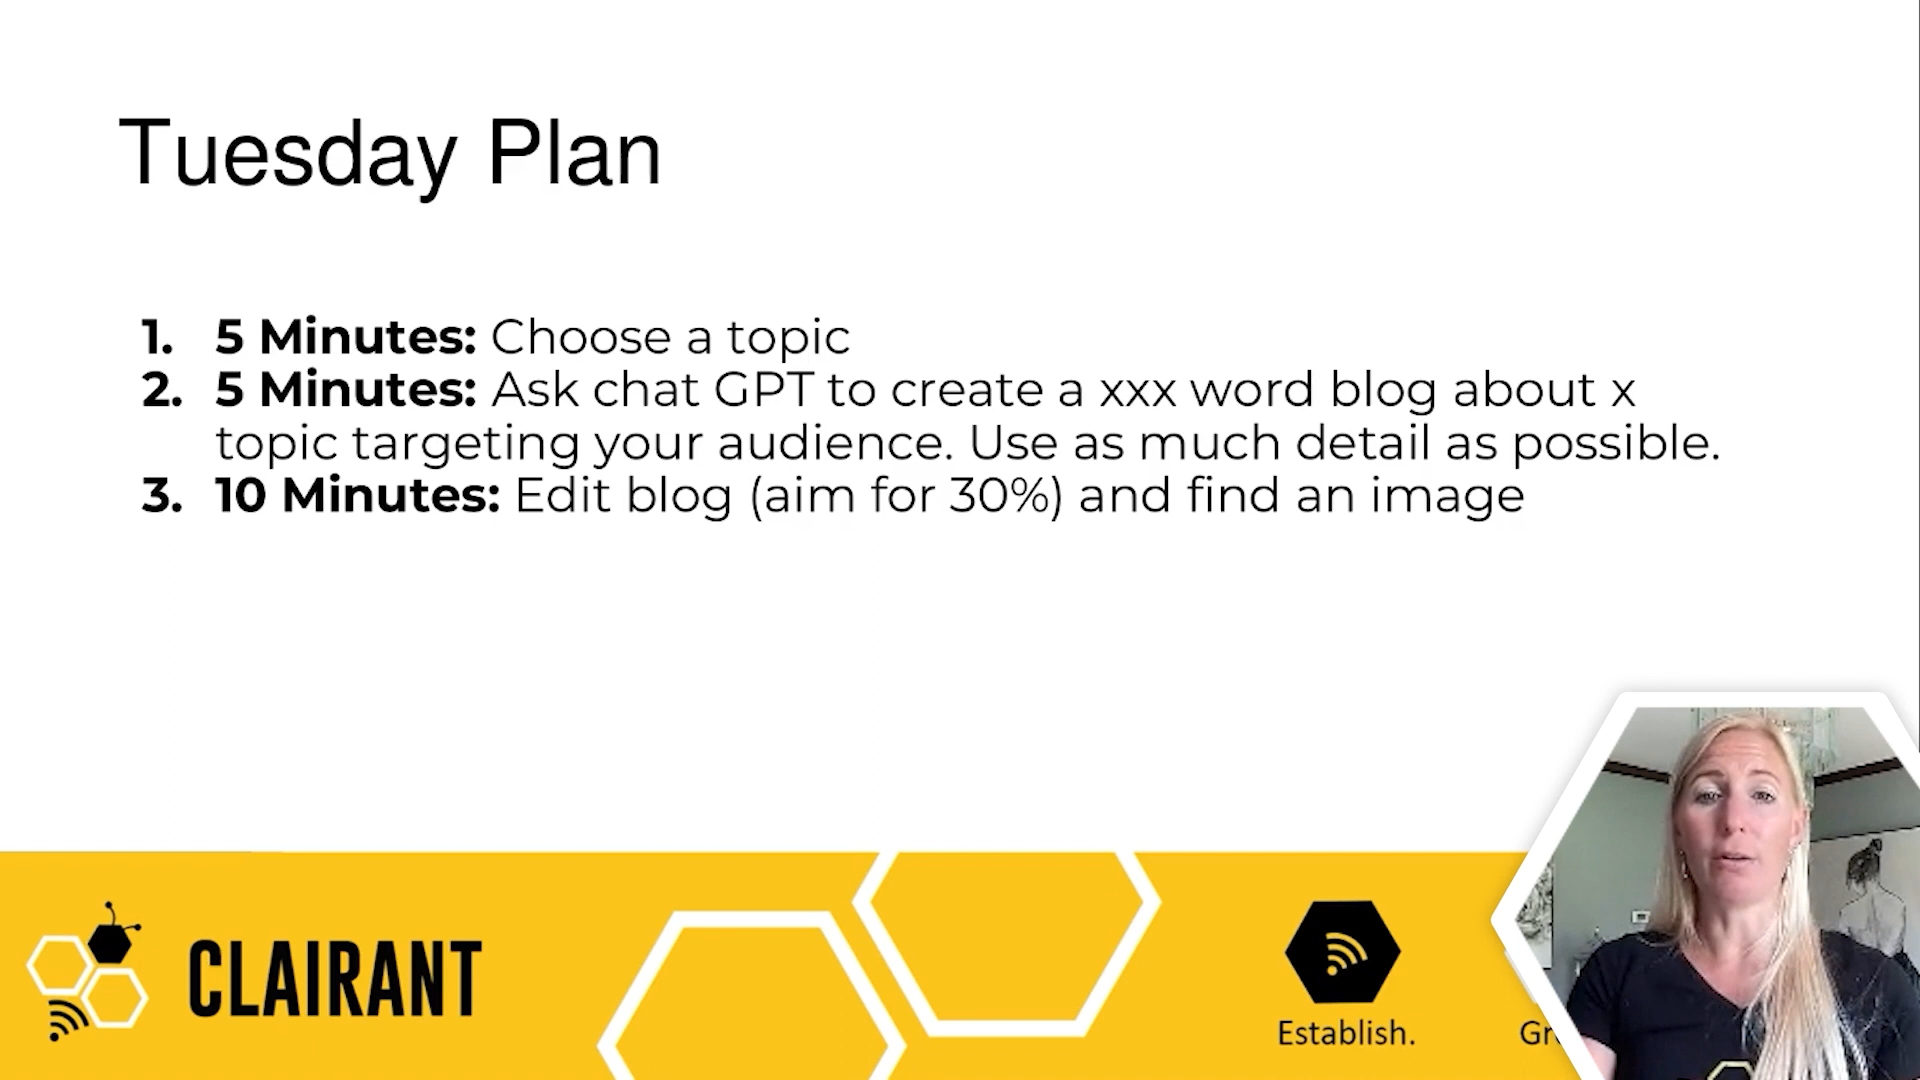 Tuesday Plan
1. 5 Minutes: Choose a topic
2. 5 Minutes: Ask chat GPT to create a xxx word blog about x
topic targeting your audience. Use as much detail as possible.
3. 10 Minutes: Edit blog (aim for 30%) and find an image
CLAIRANT
Establish.